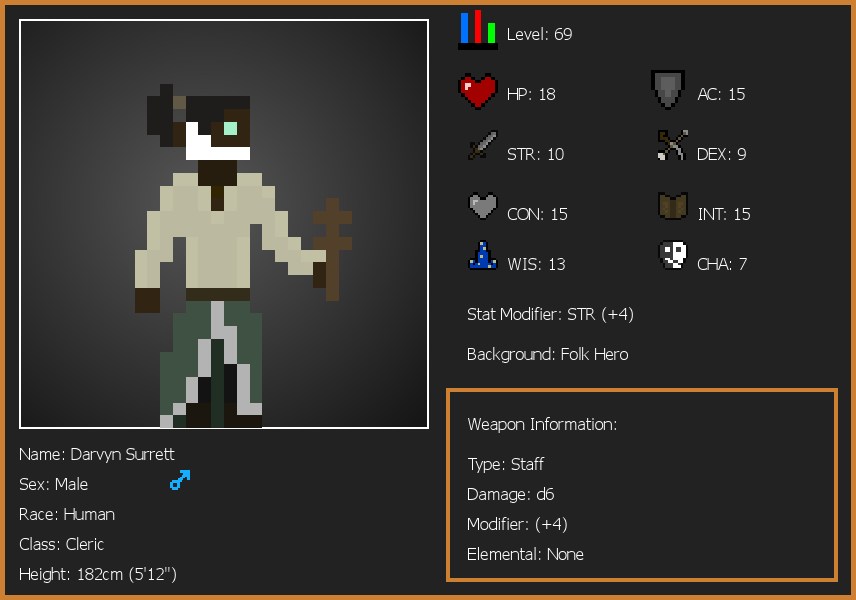 Level: 69
HP: 18
AC: 15
STR: 10
DEX: 9
CON: 15
INT: 15
WIS: 13
CHA: 7
Stat Modifier: STR (+4)
Background: Folk Hero
Weapon Information:
Type: Staff
Damage: d6
Modifier: (+4)
Elemental: None
Name: Darvyn Surrett
Sex: Male
Race: Human
Class: Cleric
Height: 182cm (5'12")